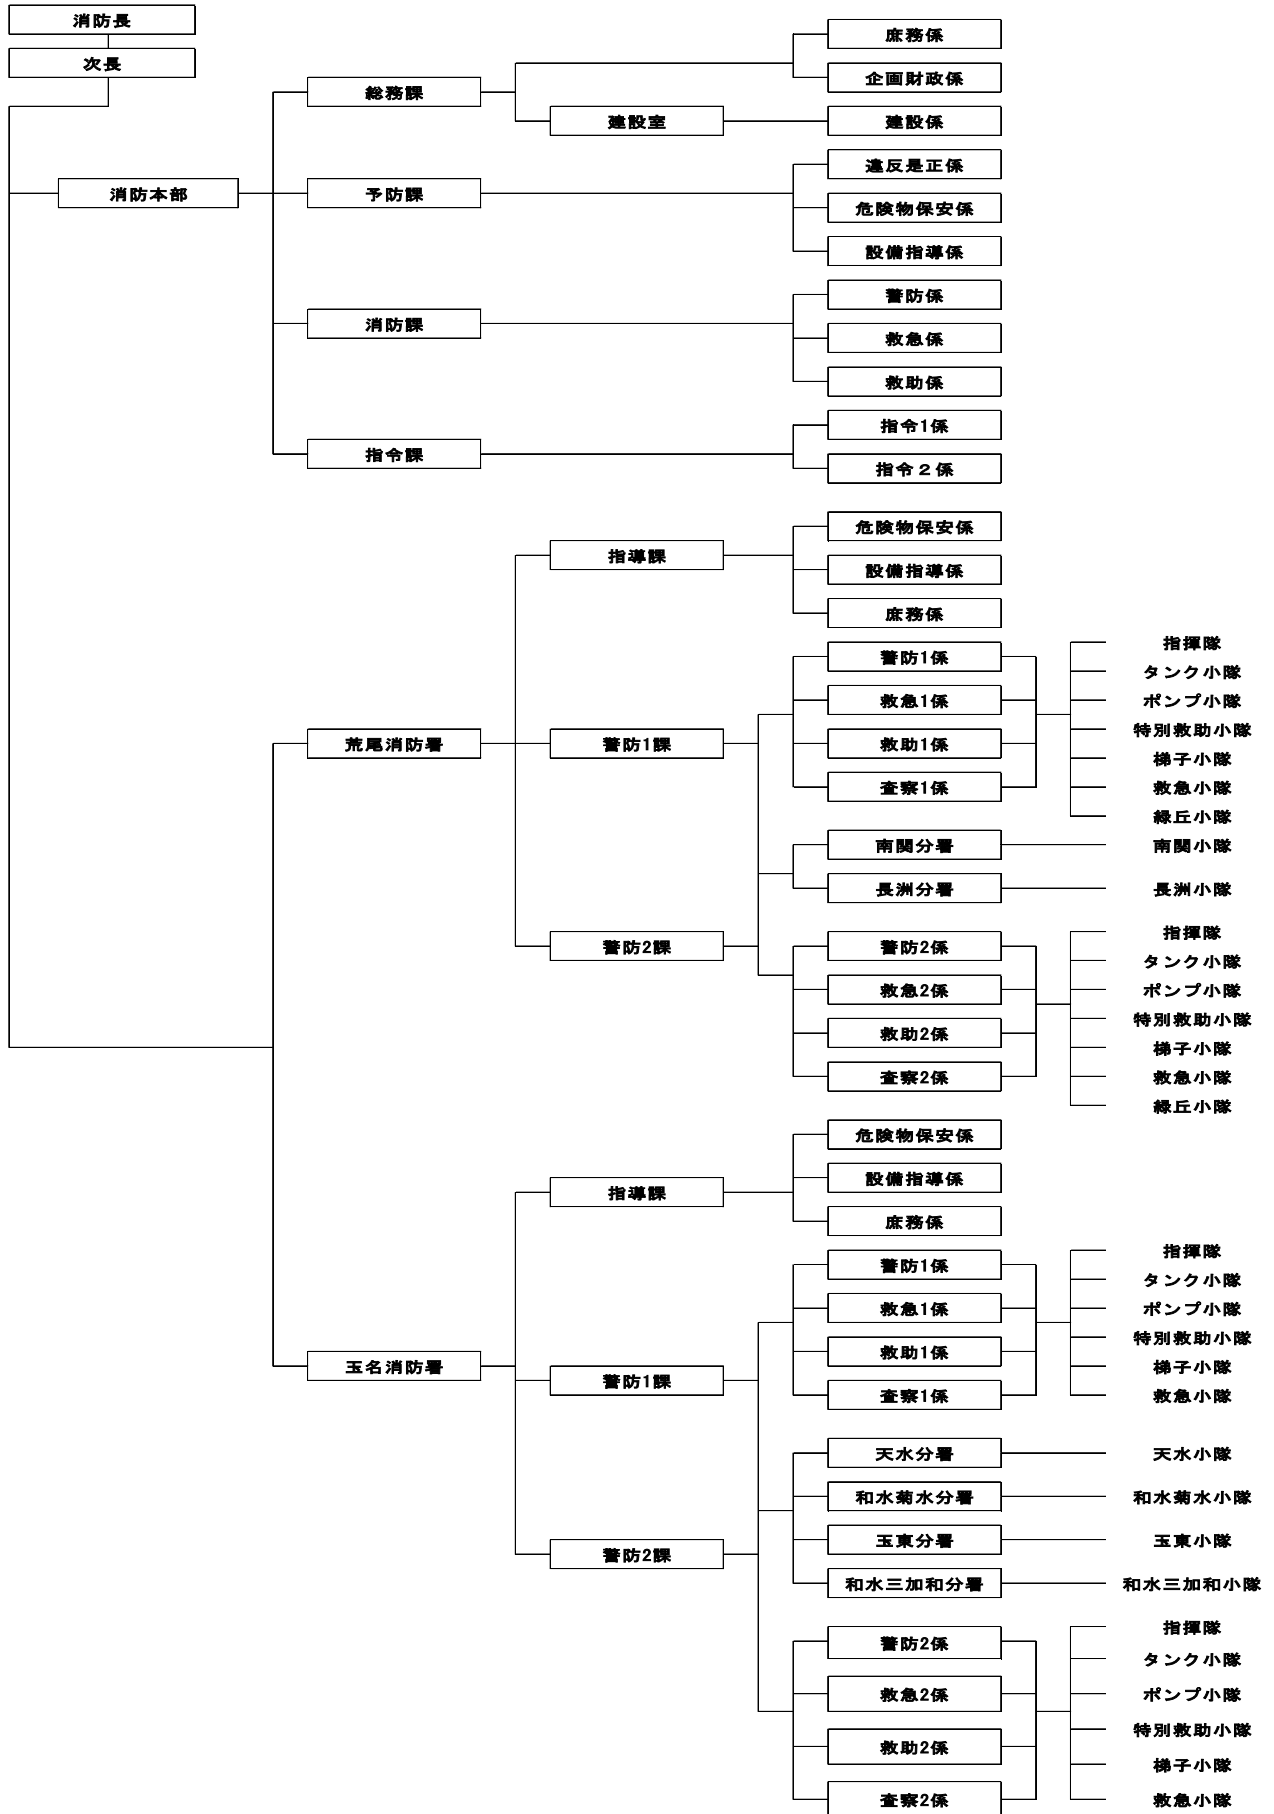 消防長
次長
庶務係
企画財政係
総務課
建設室
建設係
違反是正係
消防本部
予防課
危険物保安係
設備指導係
警防係
消防課
救急係
救助係
指令1係
指令課
指令２係
危険物保安係
指導課
設備指導係
庶務係
指揮隊
警防1係
タンク小隊
救急1係
ポンプ小隊
特別救助小隊
荒尾消防署
警防1課
救助1係
梯子小隊
査察1係
救急小隊
緑丘小隊
南関分署
南関小隊
長洲分署
長洲小隊
指揮隊
警防2課
警防2係
タンク小隊
救急2係
ポンプ小隊
特別救助小隊
救助2係
梯子小隊
査察2係
救急小隊
緑丘小隊
危険物保安係
設備指導係
指導課
庶務係
指揮隊
警防1係
タンク小隊
救急1係
ポンプ小隊
特別救助小隊
救助1係
玉名消防署
梯子小隊
警防1課
査察1係
救急小隊
天水分署
天水小隊
和水菊水分署
和水菊水小隊
玉東分署
玉東小隊
警防2課
和水三加和分署
和水三加和小隊
指揮隊
警防2係
タンク小隊
救急2係
ポンプ小隊
特別救助小隊
救助2係
梯子小隊
査察2係
救急小隊